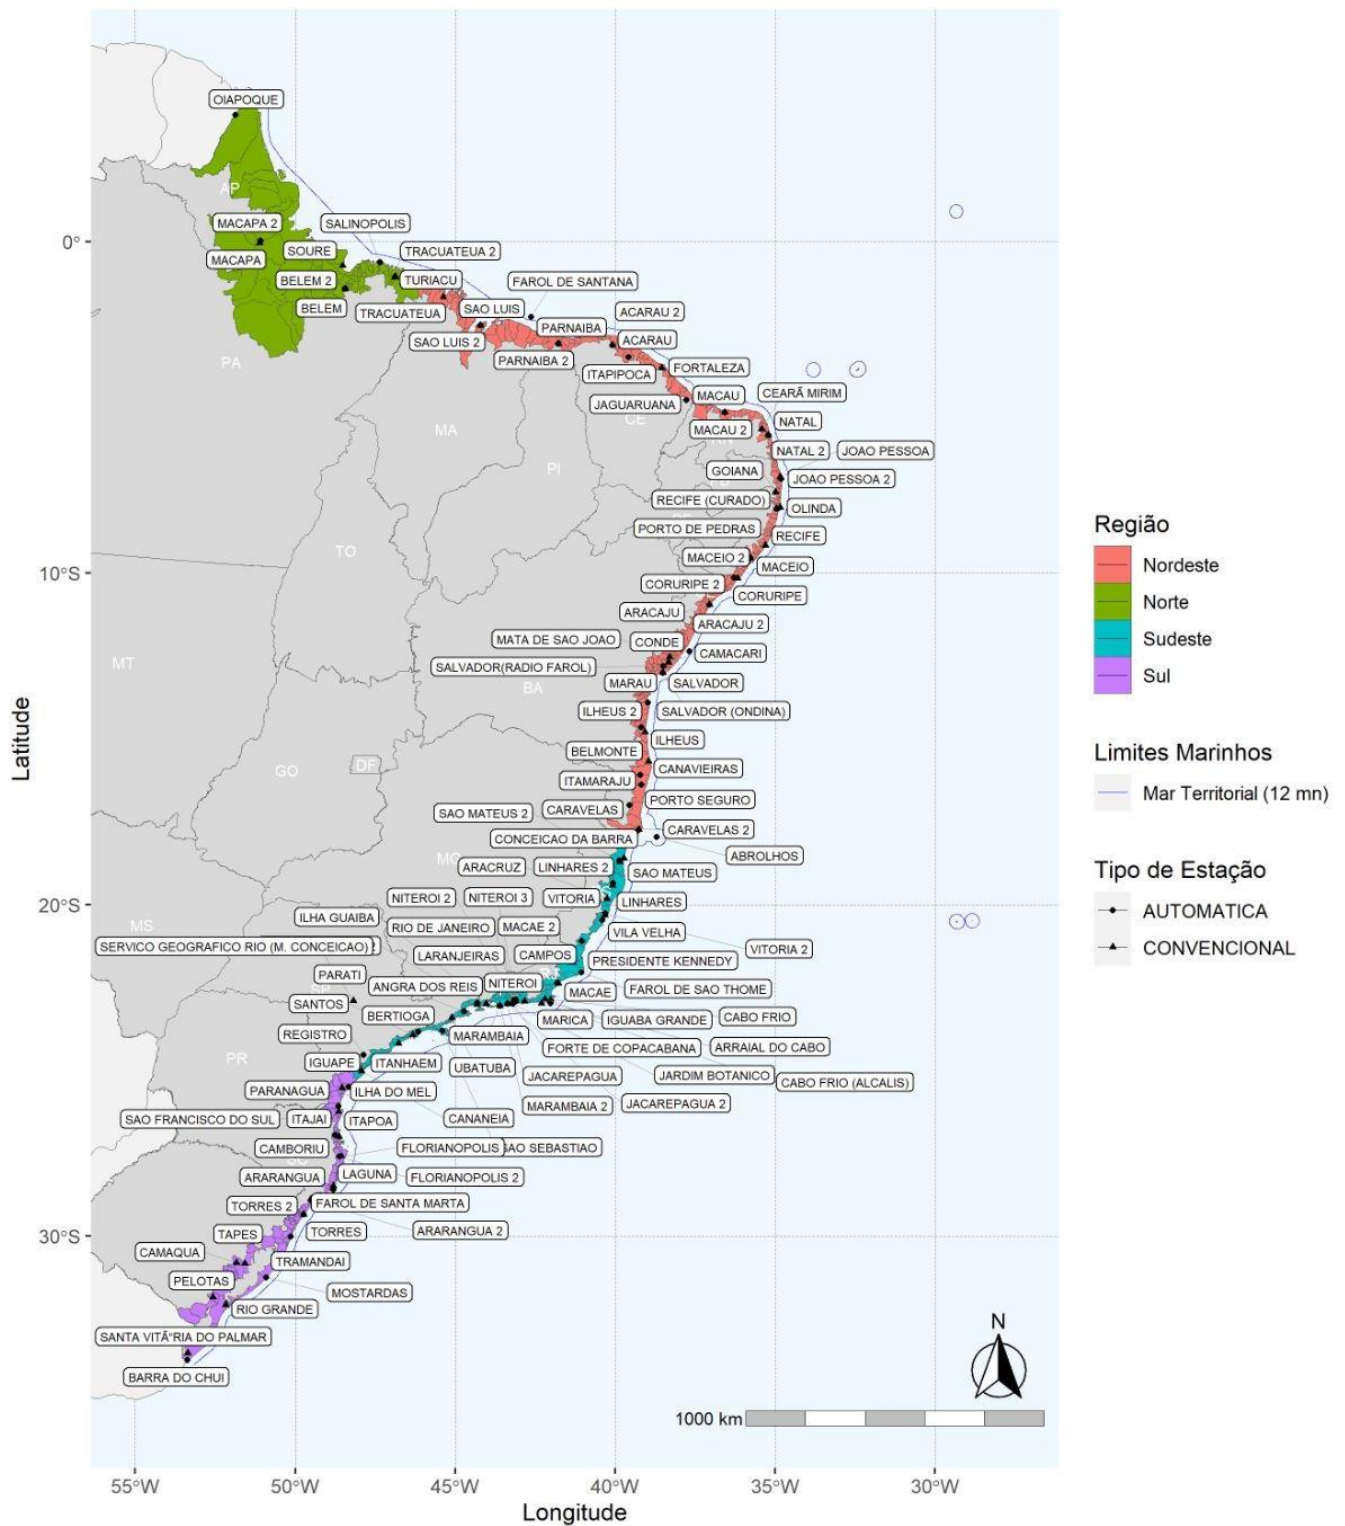 OIAPOQUE
AP
MACAPA 2
SALINOPOLIS
0°
SOURE
TRACUATEUA 2
MACAPA
BELEM 2
TURIACU
FAROL DE SANTANA
BELEM
TRACUATEUA
SAO LUIS
ACARAU 2
PARNAIBA
SAO LUIS 2
ACARAU
PARNAIBA 2
PA
ITAPIPOCA
FORTALEZA
JAGUARUANA
MACAU
CEARÃ MIRIM
CE
MA
MACAU 2
NATAL
RN
NATAL 2
JOAO PESSOA
PI
GOIANA
JOAO PESSOA 2
RECIFE (CURADO)
OLINDA
PORTO DE PEDRAS
RECIFE
TO
MACEIO 2
MACEIO
10°S
CORURIPE 2
CORURIPE
ARACAJU
ARACAJU 2
MATA DE SAO JOAO
CONDE
CAMACARI
MT
SALVADOR(RADIO FAROL)
BA
MARAU
SALVADOR
ILHEUS 2
SALVADOR (ONDINA)
ILHEUS
BELMONTE
GO
DF
CANAVIEIRAS
ITAMARAJU
PORTO SEGURO
SAO MATEUS 2
CARAVELAS
CARAVELAS 2
CONCEICAO DA BARRA
ABROLHOS
MG
ARACRUZ
LINHARES 2
SAO MATEUS
NITEROI 2
NITEROI 3
VITORIA
LINHARES
20°S
ILHA GUAIBA
MS
RIO DE JANEIRO
MACAE 2
VILA VELHA
SERVICO GEOGRAFICO RIO (M. CONCEICAO)
VITORIA 2
LARANJEIRAS
CAMPOS
PRESIDENTE KENNEDY
PARATI
RJ
SP
ANGRA DOS REIS
NITEROI
MACAE
FAROL DE SAO THOME
SANTOS
BERTIOGA
MARICA
IGUABA GRANDE
CABO FRIO
REGISTRO
MARAMBAIA
FORTE DE COPACABANA
ARRAIAL DO CABO
PR
IGUAPE
ITANHAEM
UBATUBA
JACAREPAGUA
JARDIM BOTANICO
CABO FRIO (ALCALIS)
PARANAGUA
ILHA DO MEL
MARAMBAIA 2
JACAREPAGUA 2
SAO FRANCISCO DO SUL
ITAJAI
ITAPOA
CANANEIA
CAMBORIU
FLORIANOPOLIS
AO SEBASTIAO
SC
ARARANGUA
LAGUNA
FLORIANOPOLIS 2
TORRES 2
FAROL DE SANTA MARTA
TAPES
TORRES
ARARANGUA 2
30°S
CAMAQUA
TRAMANDAI
PELOTAS
MOSTARDAS
RIO GRANDE
SANTA VITÃ“RIA DO PALMAR
BARRA DO CHUI
N
1000 km
55°W
50°W
45°W
40°W
35°W
30°W
Longitude
Latitude
Região
Nordeste
Norte
Sudeste
Sul
Limites Marinhos
Mar Territorial (12 mn)
Tipo de Estação
AUTOMATICA
CONVENCIONAL